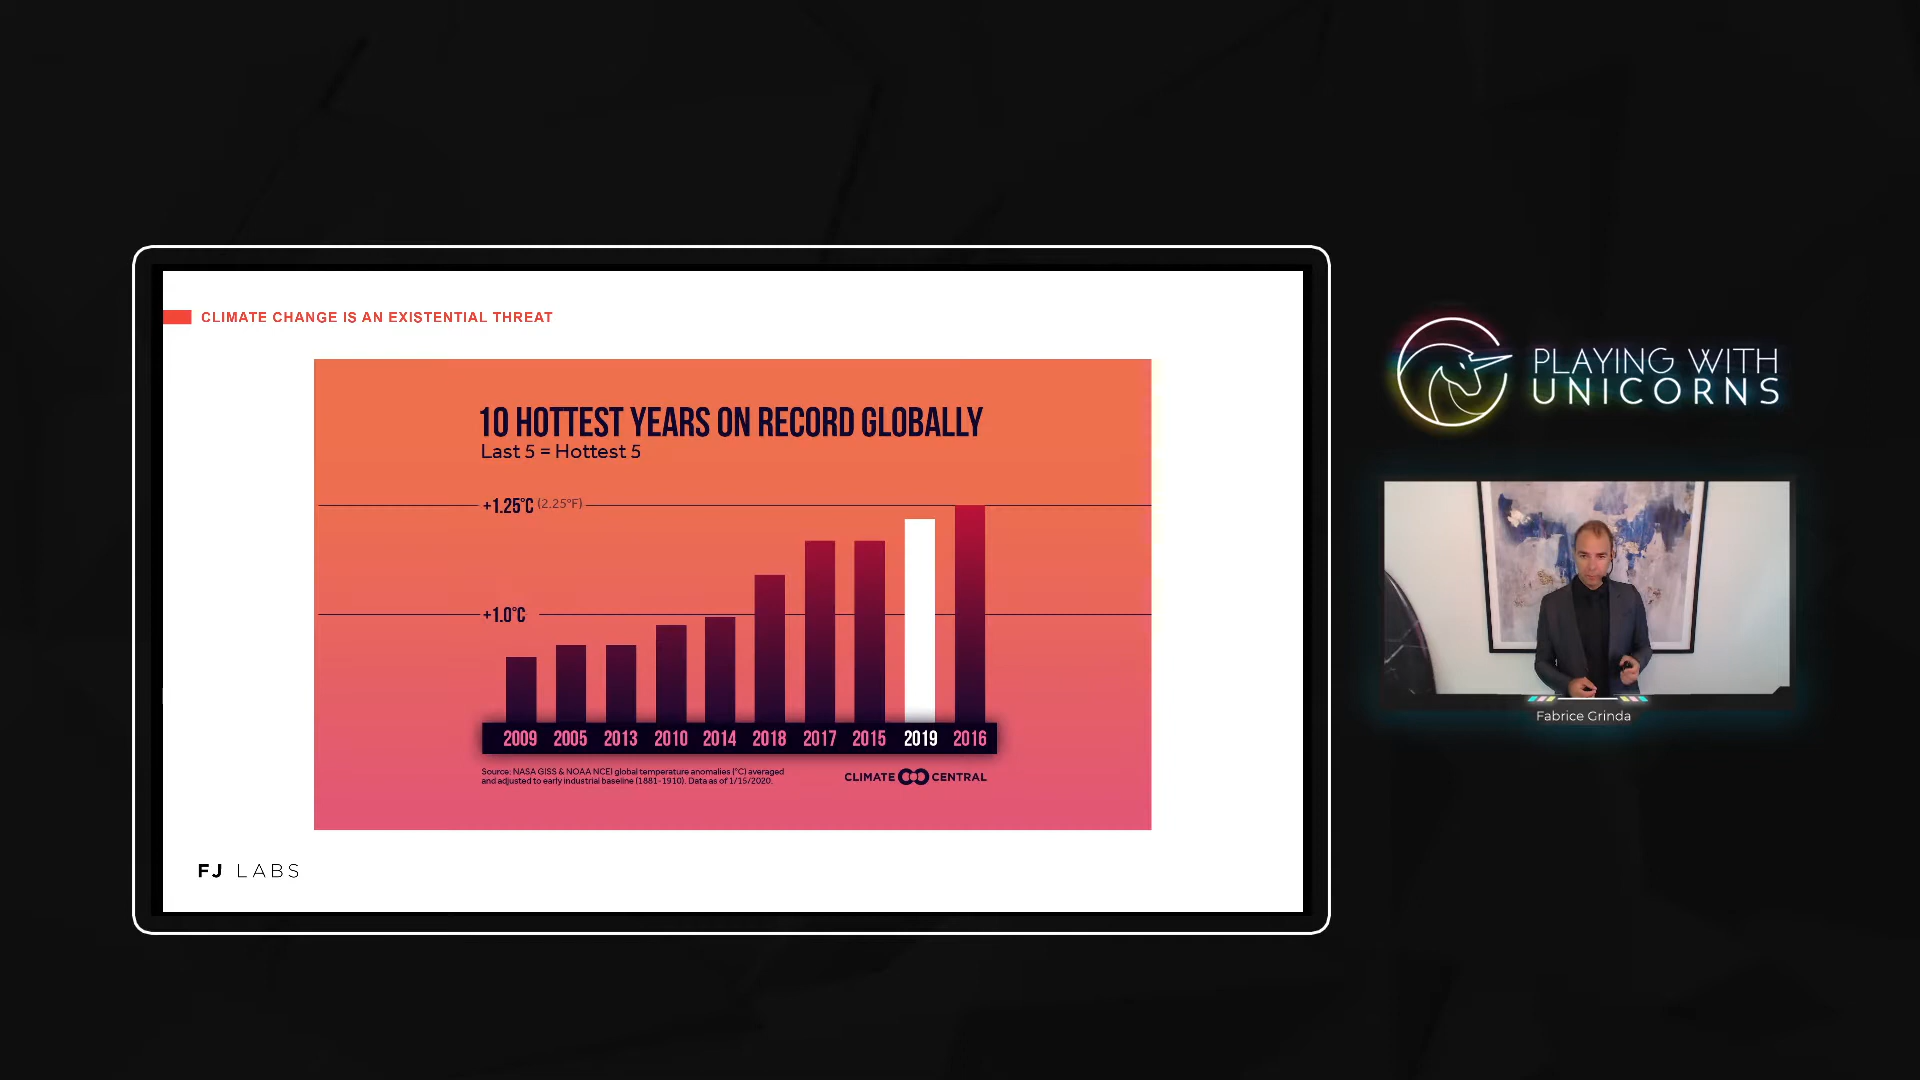 CLIMATE CHANGE IS AN EXISTENTIAL THREAT
10 HOTTEST YEARS ON RECORD GLOBALLY
Last 5 = Hottest 5
+1.25°C (2.25°F)
+1.0°C
2009 2005 2013 2010 2014 2018 2017 2015 2019 2016
Source: NASA GISS & NOAA NCEI global temperature anomalies (°C) averaged
and adjusted to early industrial baseline (1881-1910). Data as of 1/15/2020.
CLIMATE CENTRAL
FJ LABS
PLAYING WITH
UNICORNS
Fabrice Grinda